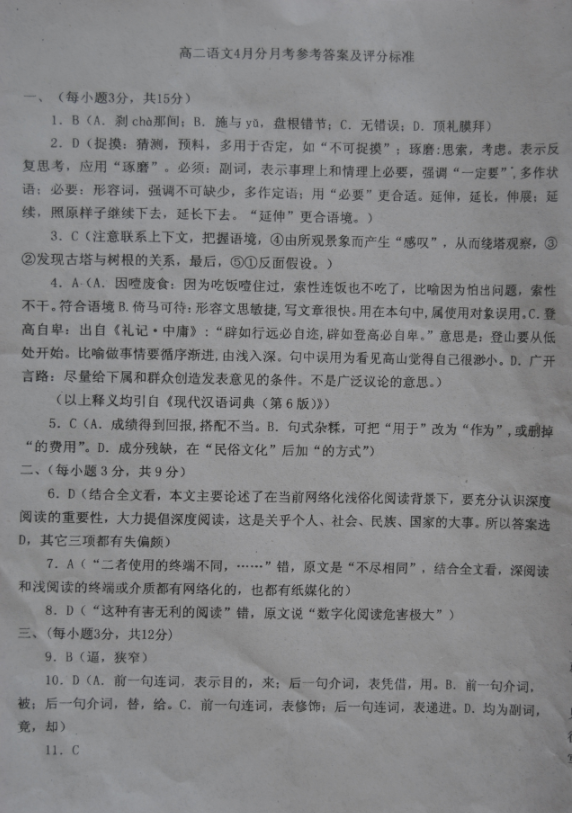 高二语文4月分月考参考答案及评分标准
一、（每小题3分，共15分）
1．B（A．刹chà那间；B．施与yǔ，盘根错节；C．无错误；D．顶礼膜拜）
2．D（捉摸：猜测，预料，多用于否定，如“不可捉摸”；琢磨：思索，考虑。表示反
复思考，应用“琢磨”。必须：副词，表示事理上和情理上必要，强调“一定要”，多作状
语；必要：形容词，强调不可缺少，多作定语；用“必要”更合适。延伸，延长，伸展；延
续，照原样子继续下去，延长下去。“延伸”更合语境。）
3．C（注意联系上下文，把握语境，④由所观景象而产生“感叹”，从而绕塔观察，③
②发现古塔与树根的关系，最后，⑤①反面假设。）
4．A（A．因噎废食：因为吃饭噎住过，索性连饭也不吃了，比喻因为怕出问题，索性
不干。符合语境B.倚马可待：形容文思敏捷，写文章很快。用在本句中，属使用对象误用。C.登
高自卑：出自《礼记·中庸》：“辟如行远必自迩，辟如登高必自卑。”意思是：登山要从低
处开始。比喻做事情要循序渐进，由浅入深。句中误用为看见高山觉得自己很渺小。D．广开
言路：尽量给下属和群众创造发表意见的条件。不是广泛议论的意思。）
（以上释义均引自《现代汉语词典（第6版）》）
5．C（A．成绩得到回报，搭配不当。B．句式杂糅，可把“用于”改为“作为”，或删掉
“的费用”。D．成分残缺，在“民俗文化”后加“的方式”）
二、（每小题3分，共9分）
6．D（结合全文看，本文主要论述了在当前网络化浅俗化阅读背景下，要充分认识深度
阅读的重要性，大力提倡深度阅读，这是关乎个人、社会、民族、国家的大事。所以答案选
D，其它三项都有失偏颇）
7．A（“二者使用的终端不同，……”错，原文是“不尽相同”，结合全文看，深阅读
和浅阅读的终端或介质都有网络化的，也都有纸媒化的）
8．D（“这种有害无利的阅读”错，原文说“数字化阅读危害极大”）
三、（每小题3分，共12分）
9．B（逼，狭窄）
10．D（A．前一句连词，表示目的，来；后一句介词，表凭借，用。B．前一句介词，
被；后一句介词，替，给。C．前一句连词，表修饰；后一句连词，表递进。D．均为副词，
竟，却）
11．C